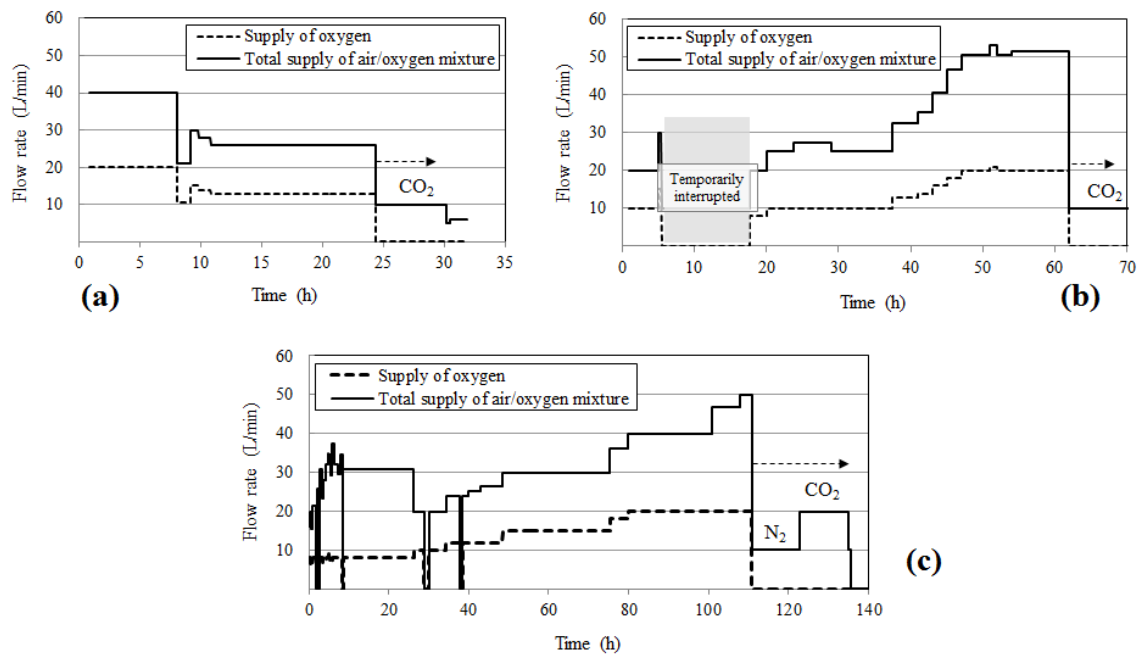 60
50
40
30
20
10
Flow rate (L/min)
Supply of oxygen
Total supply of air/oxygen mixture
CO2
0
5
10
15
20
25
30
35
Time (h)
(a)
60
50
40
30
20
10
Flow rate (L/min)
Supply of oxygen
Total supply of air/oxygen mixture
Temporarily
interrupted
CO2
0
10
20
30
40
50
60
70
Time (h)
(b)
60
50
40
30
20
10
Flow rate (L/min)
Supply of oxygen
Total supply of air/oxygen mixture
CO2
N2
0
20
40
60
80
100
120
140
Time (h)
(c)